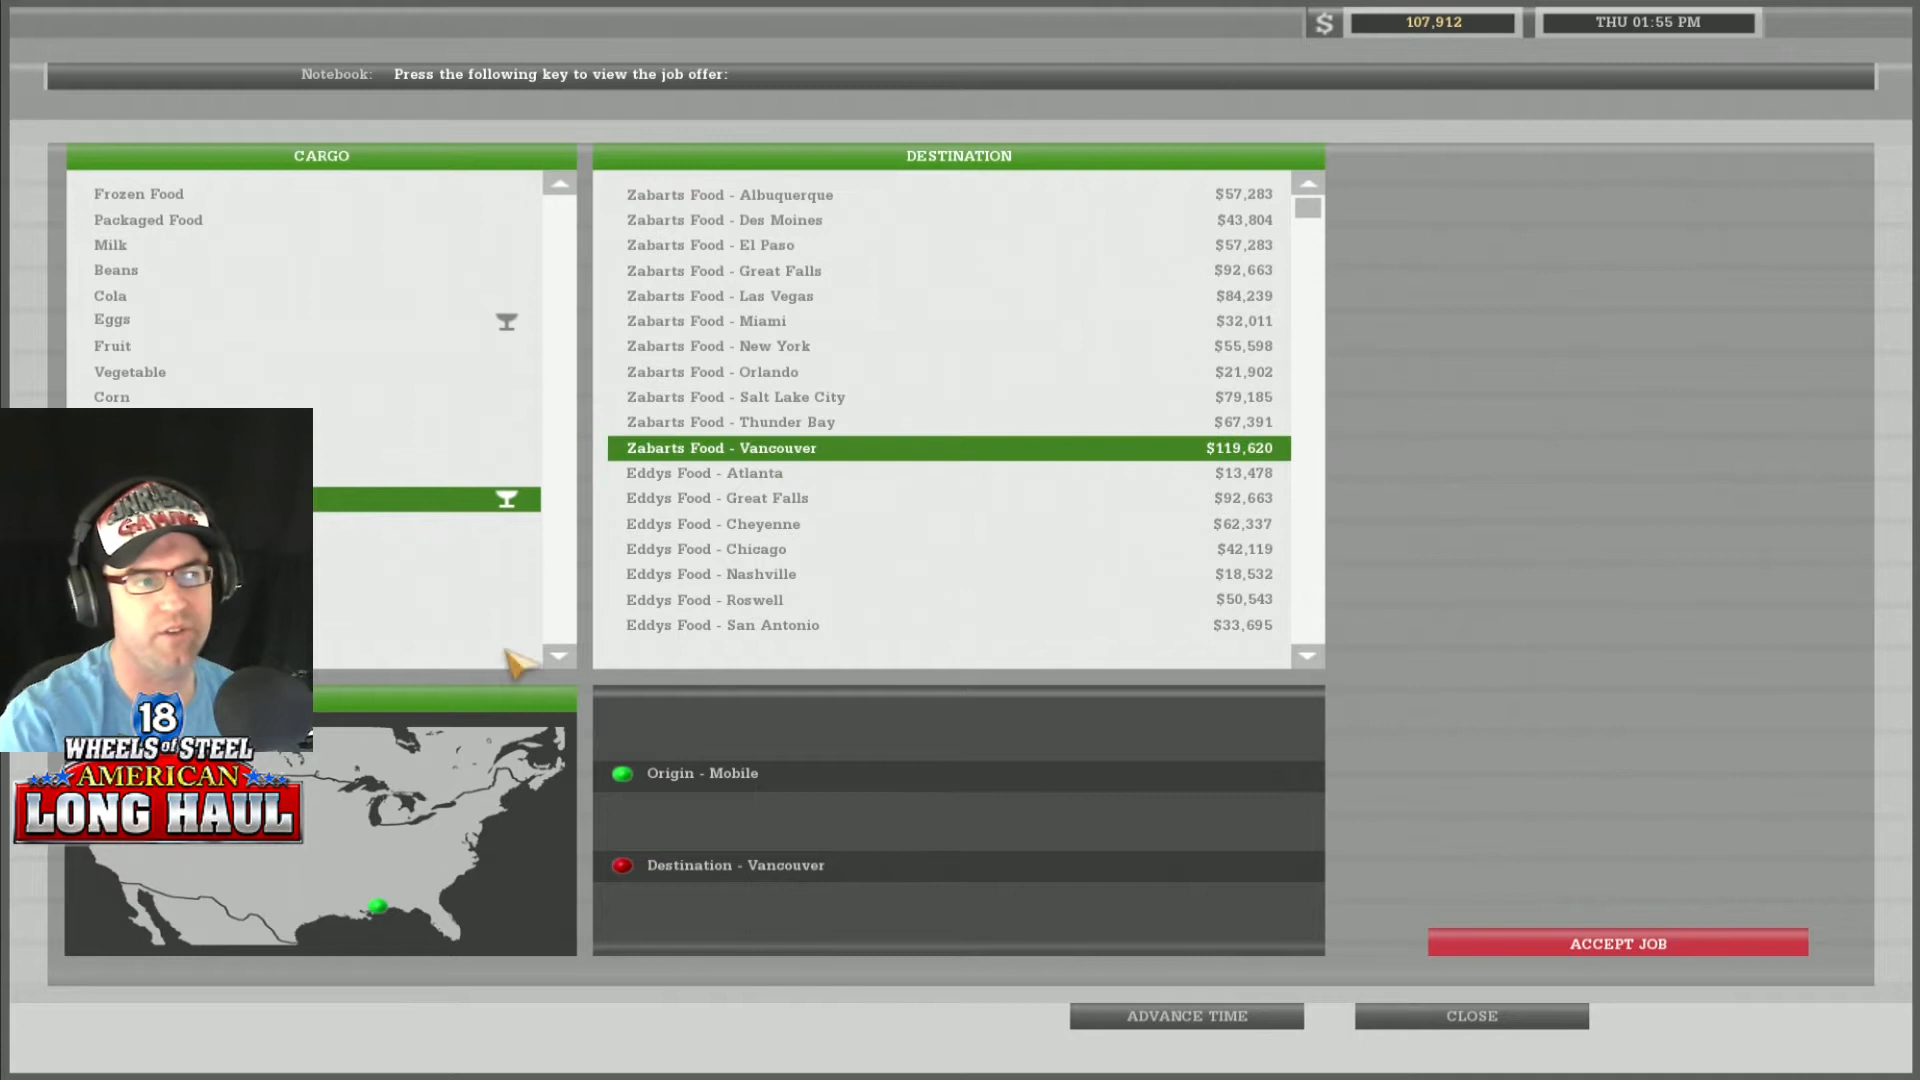 $ 107,912 THU 01:55 PM
Notebook: Press the following key to view the job offer:
CARGO
Frozen Food
Packaged Food
Milk
Beans
Cola
Eggs
Fruit
Vegetable
Corn
DESTINATION
Zabarts Food - Albuquerque $57,283
Zabarts Food - Des Moines $43,804
Zabarts Food - El Paso $57,283
Zabarts Food - Great Falls $92,663
Zabarts Food - Las Vegas $84,239
Zabarts Food - Miami $32,011
Zabarts Food - New York $55,598
Zabarts Food - Orlando $21,902
Zabarts Food - Salt Lake City $79,185
Zabarts Food - Thunder Bay $67,391
Zabarts Food - Vancouver $119,620
Eddys Food - Atlanta $13,478
Eddys Food - Great Falls $92,663
Eddys Food - Cheyenne $62,337
Eddys Food - Chicago $42,119
Eddys Food - Nashville $18,532
Eddys Food - Roswell $50,543
Eddys Food - San Antonio $33,695
GAMING
18
WHEELS of STEEL
AMERICAN
LONG HAUL
Origin - Mobile
Destination - Vancouver
ACCEPT JOB
ADVANCE TIME CLOSE